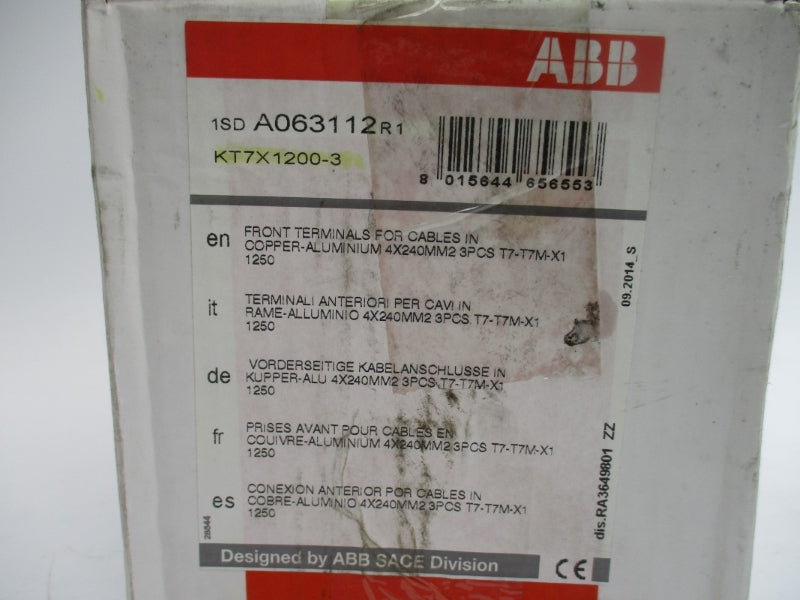 ABB
1SD A063112R1
KT7X1200-3
8 015644 656553
en FRONT TERMINALS FOR CABLES IN
COPPER-ALUMINIUM 4X240MM2 3PCS T7-T7M-X1
1250
it TERMINALI ANTERIORI PER CAVI IN
RAME-ALLUMINIO 4X240MM2 3PCS T7-T7M-X1
1250
de VORDERSEITIGE KABELANSCHLUSSE IN
KUPPER-ALU 4X240MM2 3PCS T7-T7M-X1
1250
fr PRISES AVANT POUR CABLES EN
COUIVRE-ALUMINIUM 4X240MM2 3PCS T7-T7M-X1
1250
es CONEXION ANTERIOR POR CABLES IN
COBRE-ALUMINIO 4X240MM2 3PCS T7-T7M-X1
1250
09.2014_S
dis.RA3649801 ZZ
28844
Designed by ABB SACE Division
CE